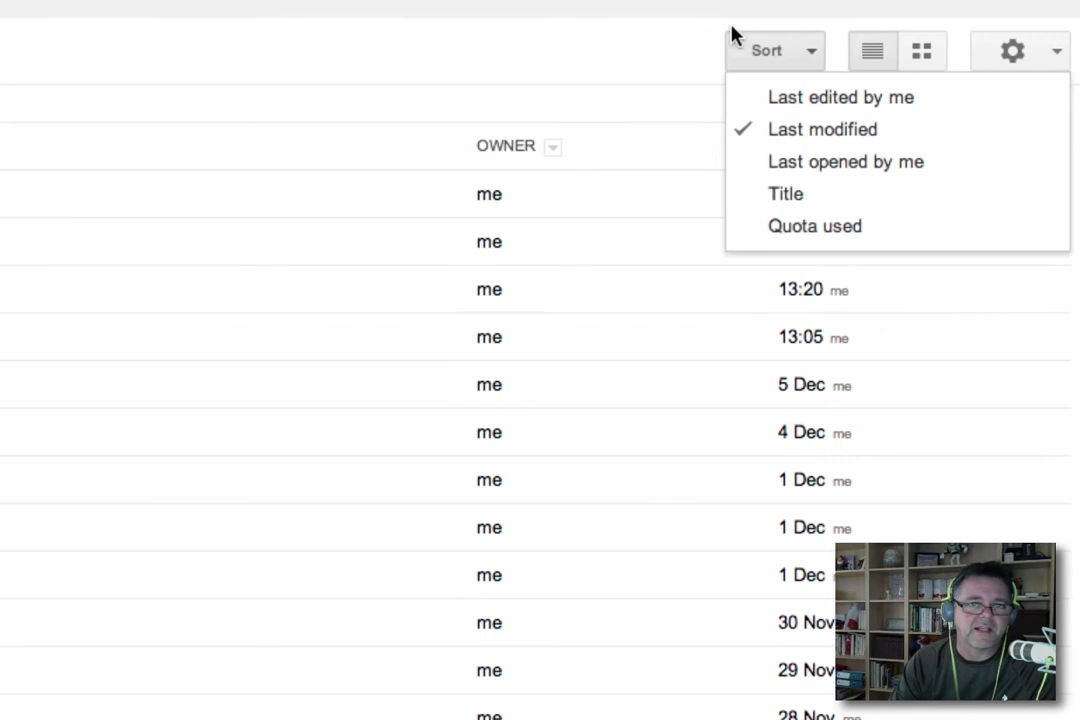 Sort
Last edited by me
Last modified
Last opened by me
Title
Quota used
OWNER
me
me
me 13:20 me
me 13:05 me
me 5 Dec me
me 4 Dec me
me 1 Dec me
me 1 Dec me
me 1 Dec
me 30 Nov
me 29 Nov
me 28 Nov me